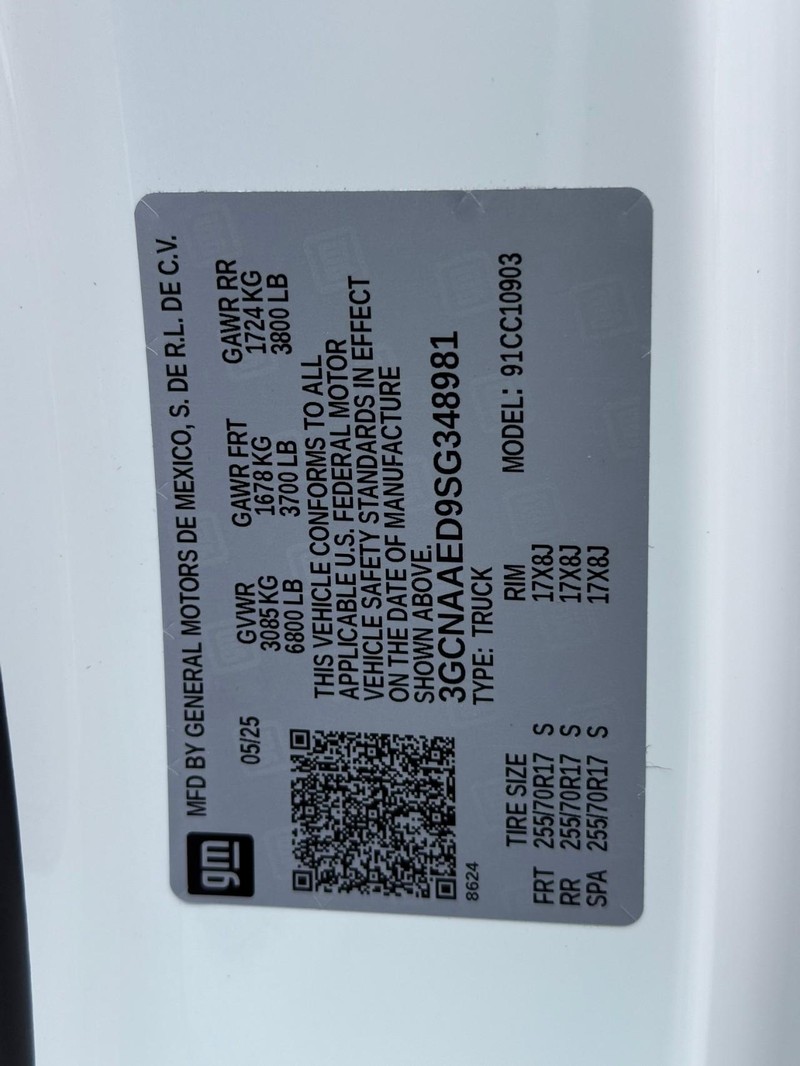 gm
MFD BY GENERAL MOTORS DE MEXICO, S. DE R.L. DE C.V.
05/25
GVWR GAWR FRT GAWR RR
3085 KG 1678 KG 1724 KG
6800 LB 3700 LB 3800 LB
THIS VEHICLE CONFORMS TO ALL
APPLICABLE U.S. FEDERAL MOTOR
VEHICLE SAFETY STANDARDS IN EFFECT
ON THE DATE OF MANUFACTURE
SHOWN ABOVE.
3GCNAAED9SG348981
TYPE: TRUCK
8624
MODEL: 91CC10903
TIRE SIZE RIM
FRT 255/70R17 S 17X8J
RR 255/70R17 S 17X8J
SPA 255/70R17 S 17X8J